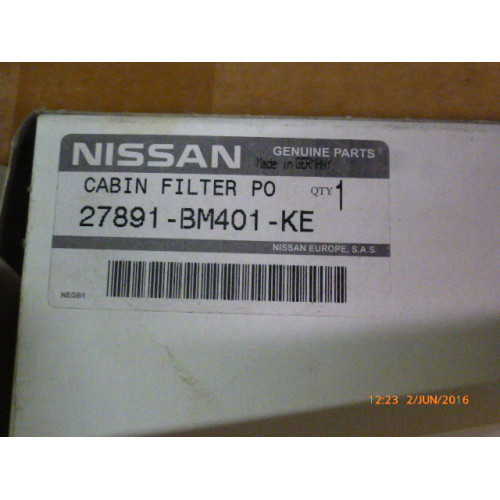 NISSAN GENUINE PARTS
Made in GERMANY
CABIN FILTER PO QTY 1
27891-BM401-KE
NISSAN EUROPE, S.A.S.
NEGB1
12:23 2/JUN/2016